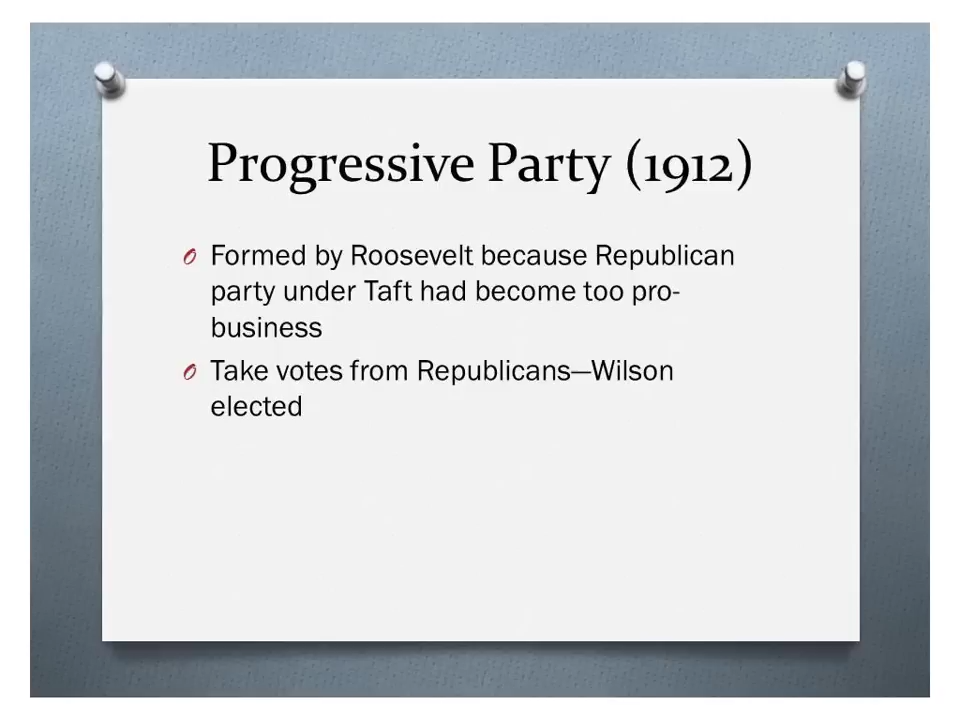 Progressive Party (1912)
Formed by Roosevelt because Republican
party under Taft had become too pro-
business
Take votes from Republicans—Wilson
elected